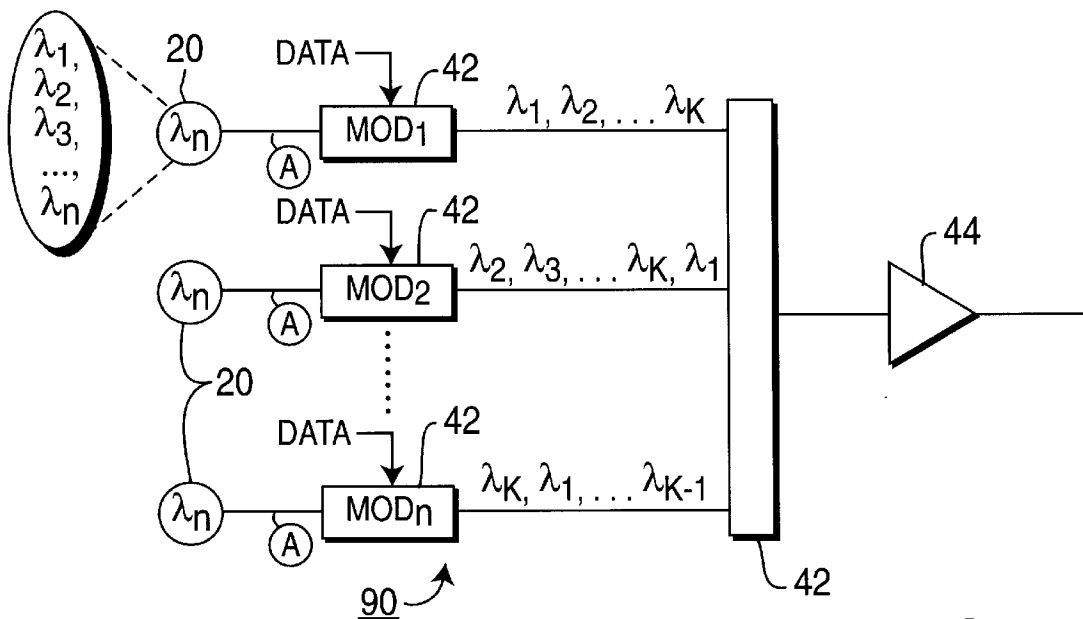 λ1,
λ2,
λ3,
...,
λn
20
λn
A
DATA
42
MOD1
λ1, λ2, . . . λK
DATA
42
λn
A
MOD2
λ2, λ3, . . . λK, λ1
44
20
DATA
42
λn
A
MODn
λK, λ1, . . . λK-1
42
90